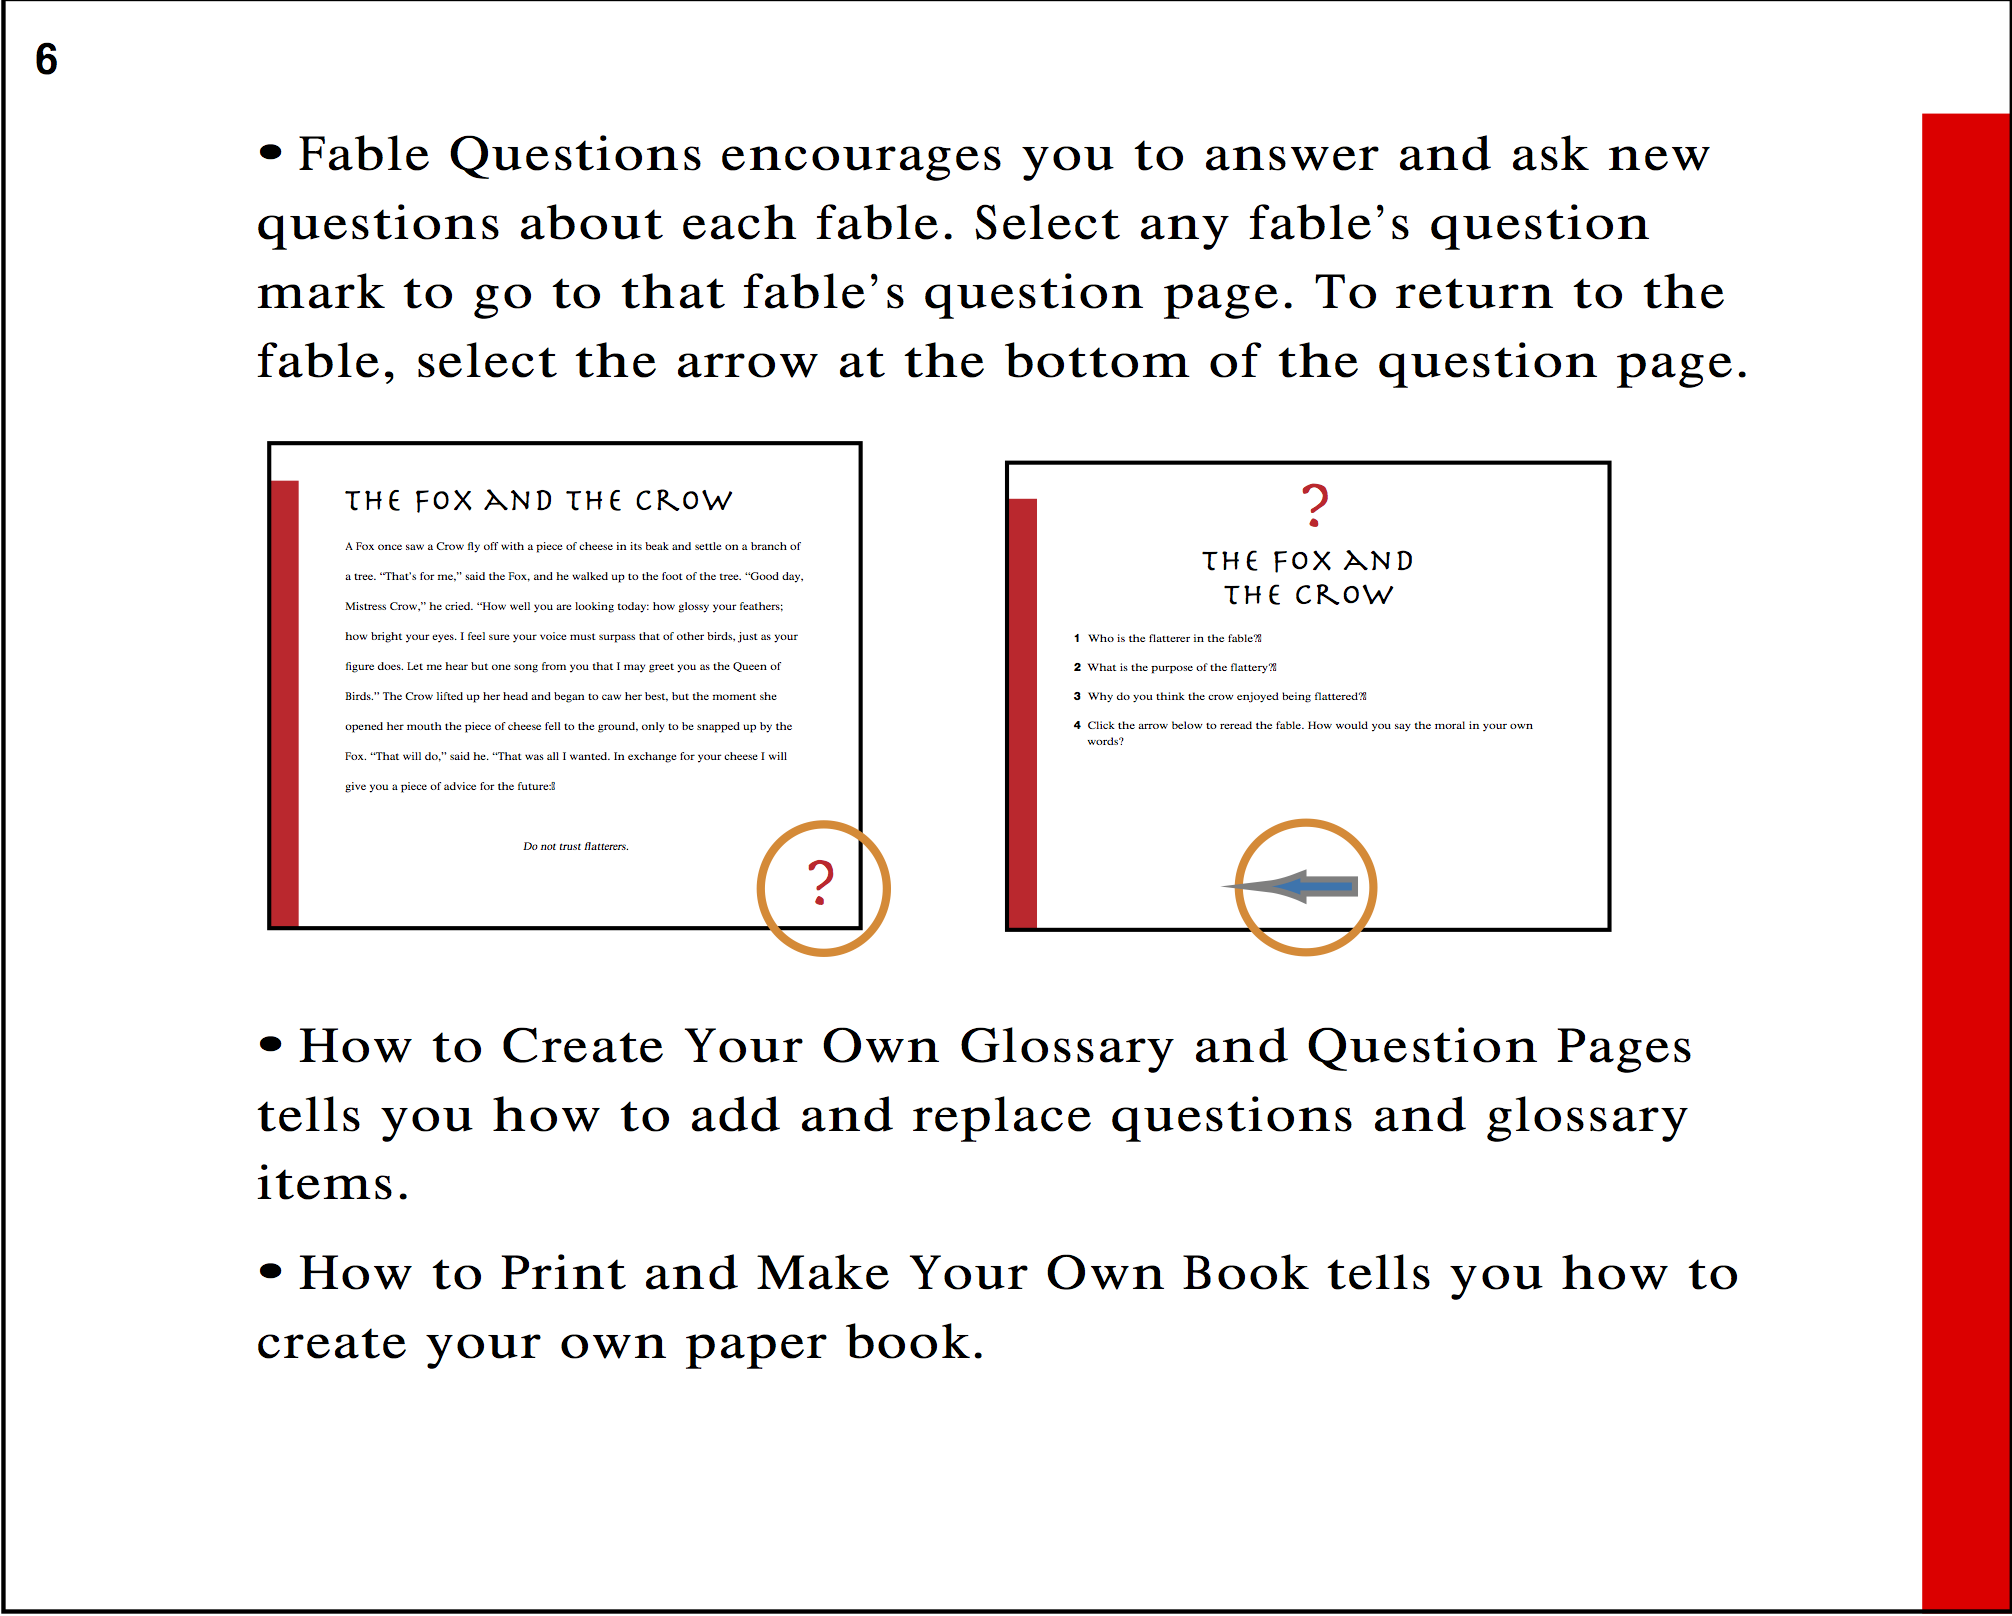 6
• Fable Questions encourages you to answer and ask new
questions about each fable. Select any fable’s question
mark to go to that fable’s question page. To return to the
fable, select the arrow at the bottom of the question page.
THE FOX AND THE CROW
A Fox once saw a Crow fly off with a piece of cheese in its beak and settle on a branch of
a tree. “That’s for me,” said the Fox, and he walked up to the foot of the tree. “Good day,
Mistress Crow,” he cried. “How well you are looking today: how glossy your feathers;
how bright your eyes. I feel sure your voice must surpass that of other birds, just as your
figure does. Let me hear but one song from you that I may greet you as the Queen of
Birds.” The Crow lifted up her head and began to caw her best, but the moment she
opened her mouth the piece of cheese fell to the ground, only to be snapped up by the
Fox. “That will do,” said he. “That was all I wanted. In exchange for your cheese I will
give you a piece of advice for the future:
Do not trust flatterers.
?
?
THE FOX AND
THE CROW
1 Who is the flatterer in the fable?
2 What is the purpose of the flattery?
3 Why do you think the crow enjoyed being flattered?
4 Click the arrow below to reread the fable. How would you say the moral in your own
words?
• How to Create Your Own Glossary and Question Pages
tells you how to add and replace questions and glossary
items.
• How to Print and Make Your Own Book tells you how to
create your own paper book.